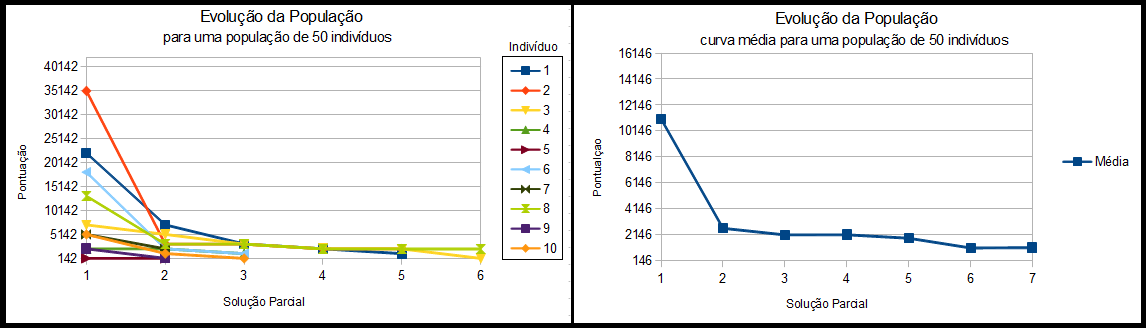 Evolução da População
para uma população de 50 indivíduos
Pontuação
40142
35142
30142
25142
20142
15142
10142
5142
142
1 2 3 4 5 6
Solução Parcial
Indivíduo
1
2
3
4
5
6
7
8
9
10
Evolução da População
curva média para uma população de 50 indivíduos
Pontualçao
16146
14146
12146
10146
8146
6146
4146
2146
146
1 2 3 4 5 6 7
Solução Parcial
Média